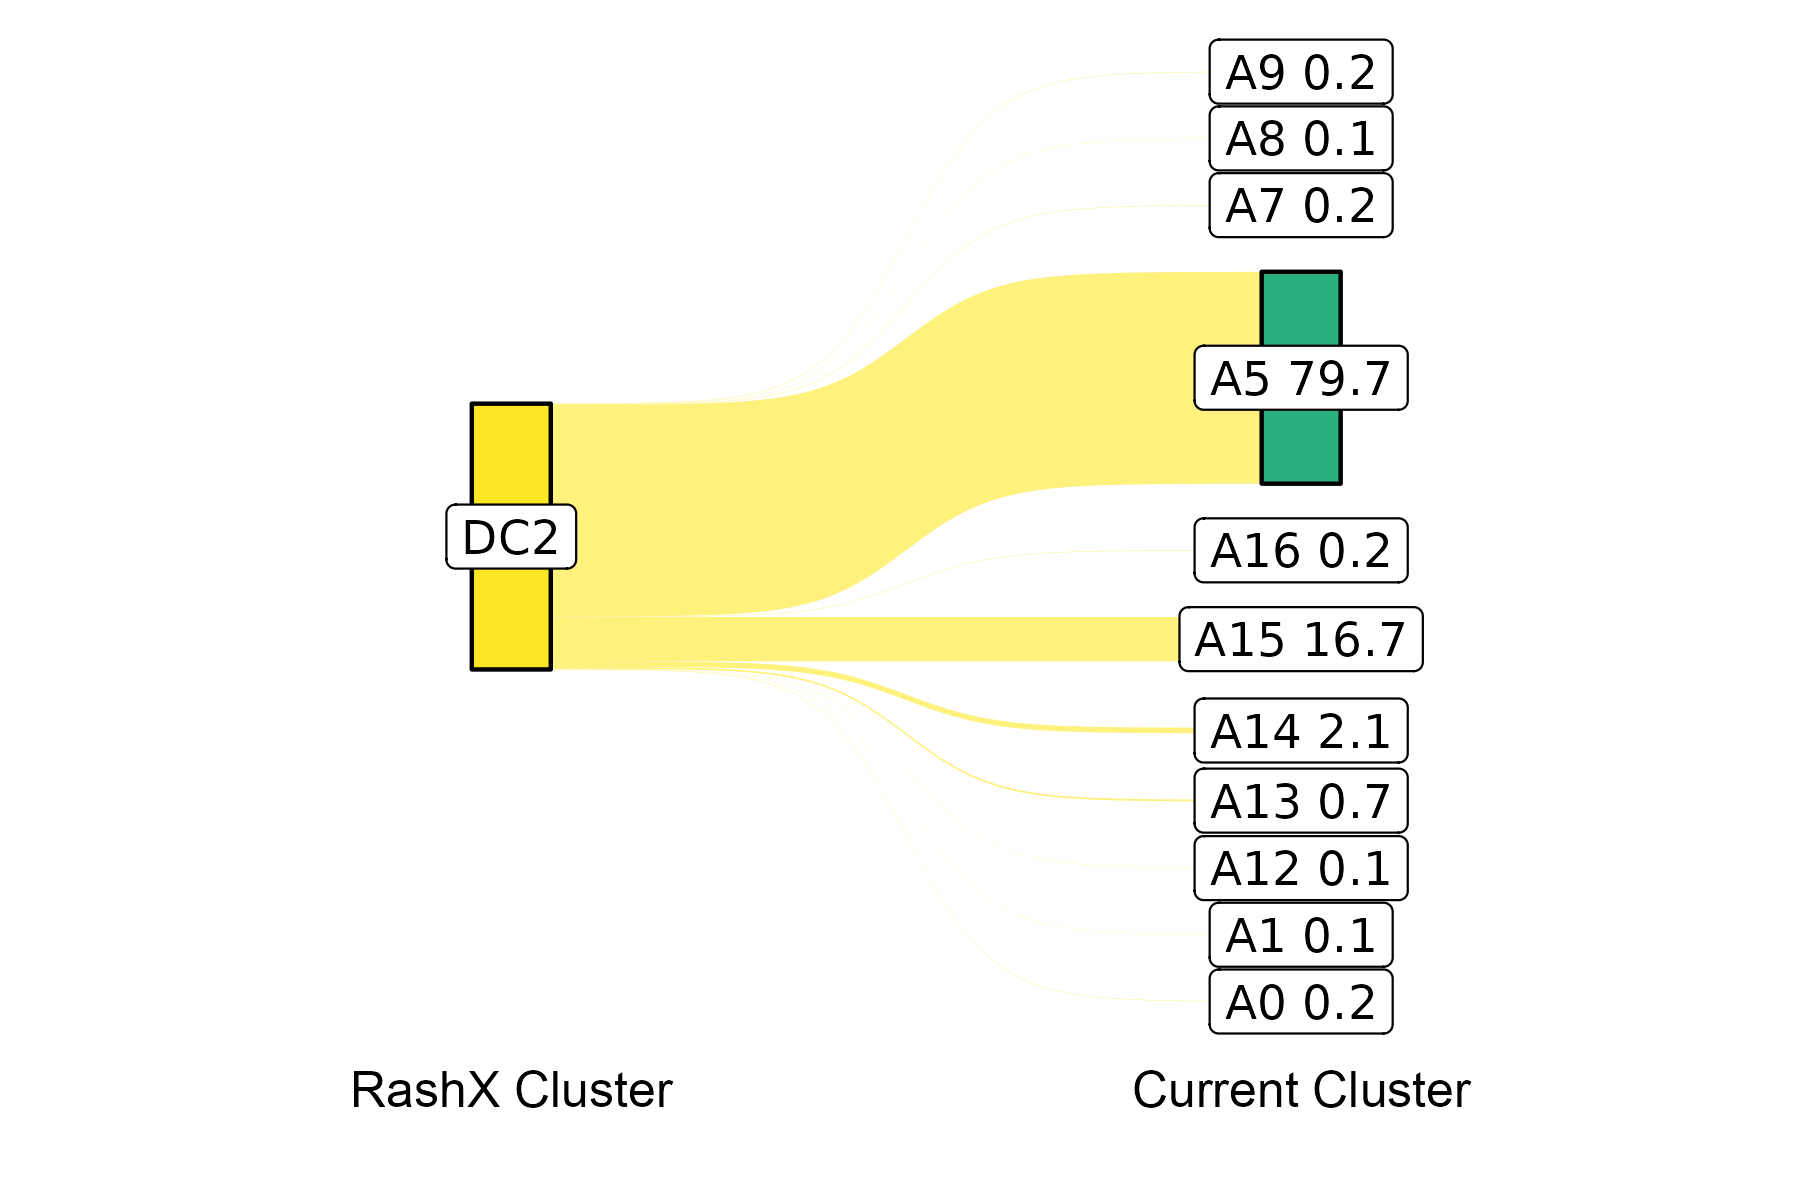 A9 0.2
A8 0.1
A7 0.2
A5 79.7
DC2
A16 0.2
A15 16.7
A14 2.1
A13 0.7
A12 0.1
A1 0.1
A0 0.2
RashX Cluster
Current Cluster